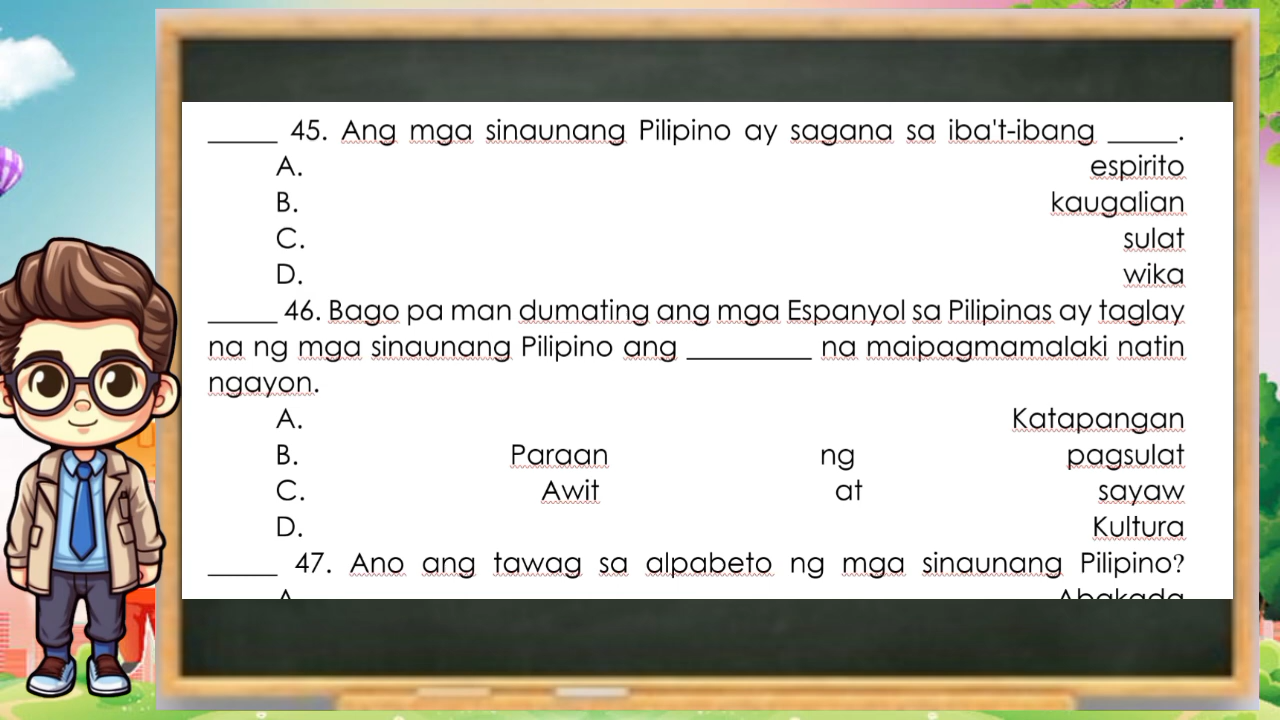 _____ 45. Ang mga sinaunang Pilipino ay sagana sa iba't-ibang _____.
A. espirito
B. kaugalian
C. sulat
D. wika
_____ 46. Bago pa man dumating ang mga Espanyol sa Pilipinas ay taglay
na ng mga sinaunang Pilipino ang _________ na maipagmamalaki natin
ngayon.
A. Katapangan
B. Paraan ng pagsulat
C. Awit at sayaw
D. Kultura
_____ 47. Ano ang tawag sa alpabeto ng mga sinaunang Pilipino?
A. Abakada